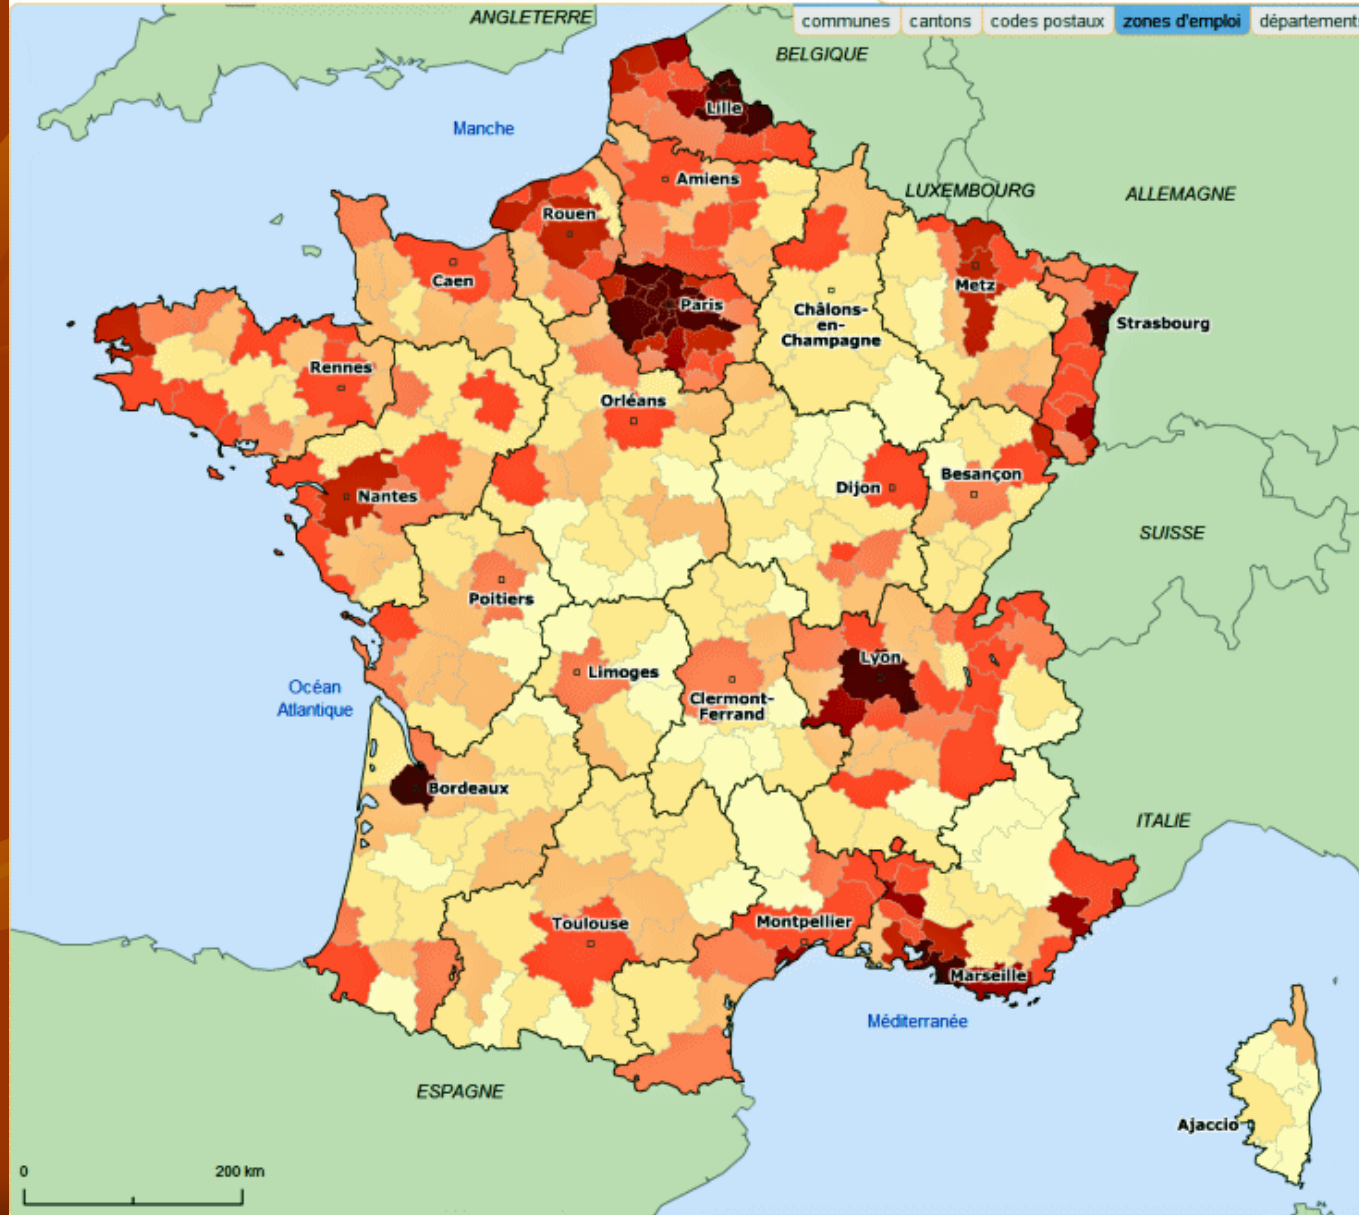 ANGLETERRE
communes cantons codes postaux zones d'emploi département
BELGIQUE
Lille
Manche
Amiens
LUXEMBOURG
ALLEMAGNE
Rouen
Caen
Metz
Paris
Châlons-
en-
Champagne
Strasbourg
Rennes
Orléans
Nantes
Dijon
Besançon
SUISSE
Poitiers
Lyon
Limoges
Océan
Atlantique
Clermont-
Ferrand
Bordeaux
ITALIE
Toulouse
Montpellier
Marseille
Méditerranée
ESPAGNE
Ajaccio
0 200 km